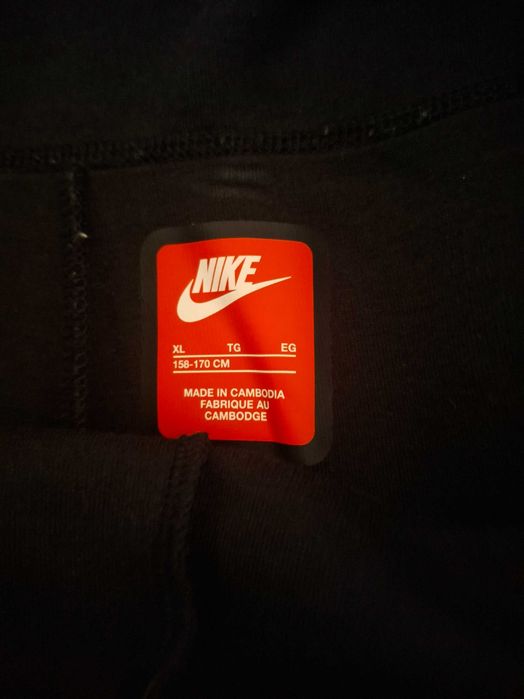 NIKE
XL TG EG
158-170 CM
MADE IN CAMBODIA
FABRIQUE AU
CAMBODGE